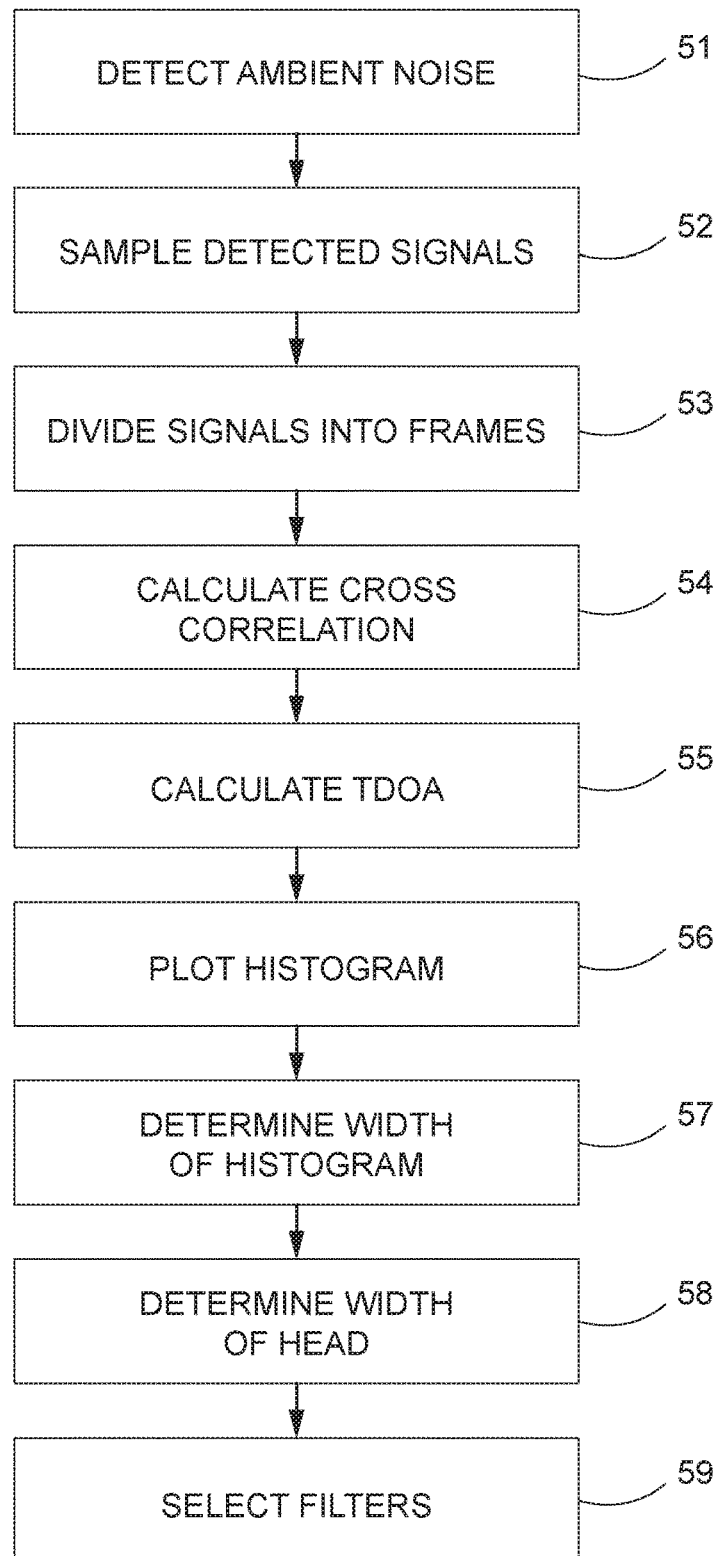 DETECT AMBIENT NOISE
51
SAMPLE DETECTED SIGNALS
52
DIVIDE SIGNALS INTO FRAMES
53
CALCULATE CROSS
CORRELATION
54
CALCULATE TDOA
55
PLOT HISTOGRAM
56
DETERMINE WIDTH
OF HISTOGRAM
57
DETERMINE WIDTH
OF HEAD
58
SELECT FILTERS
59